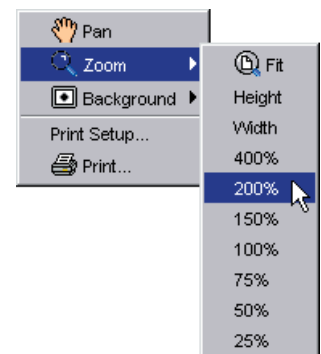 Pan
Zoom
Background
Print Setup...
Print...
Fit
Height
Width
400%
200%
150%
100%
75%
50%
25%